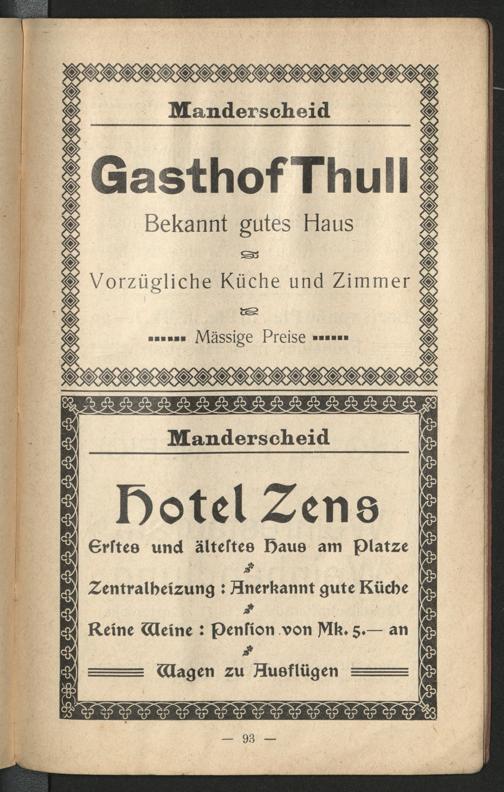 Manderscheid
Gasthof Thull
Bekannt gutes Haus
Vorzügliche Küche und Zimmer
Mässige Preise
Manderscheid
Hotel Zens
Erſtes und älteſtes Haus am Platze
Zentralheizung : Anerkannt gute Küche
Reine Weine : Penſion von Mk. 5.— an
Wagen zu Ausflügen
— 93 —